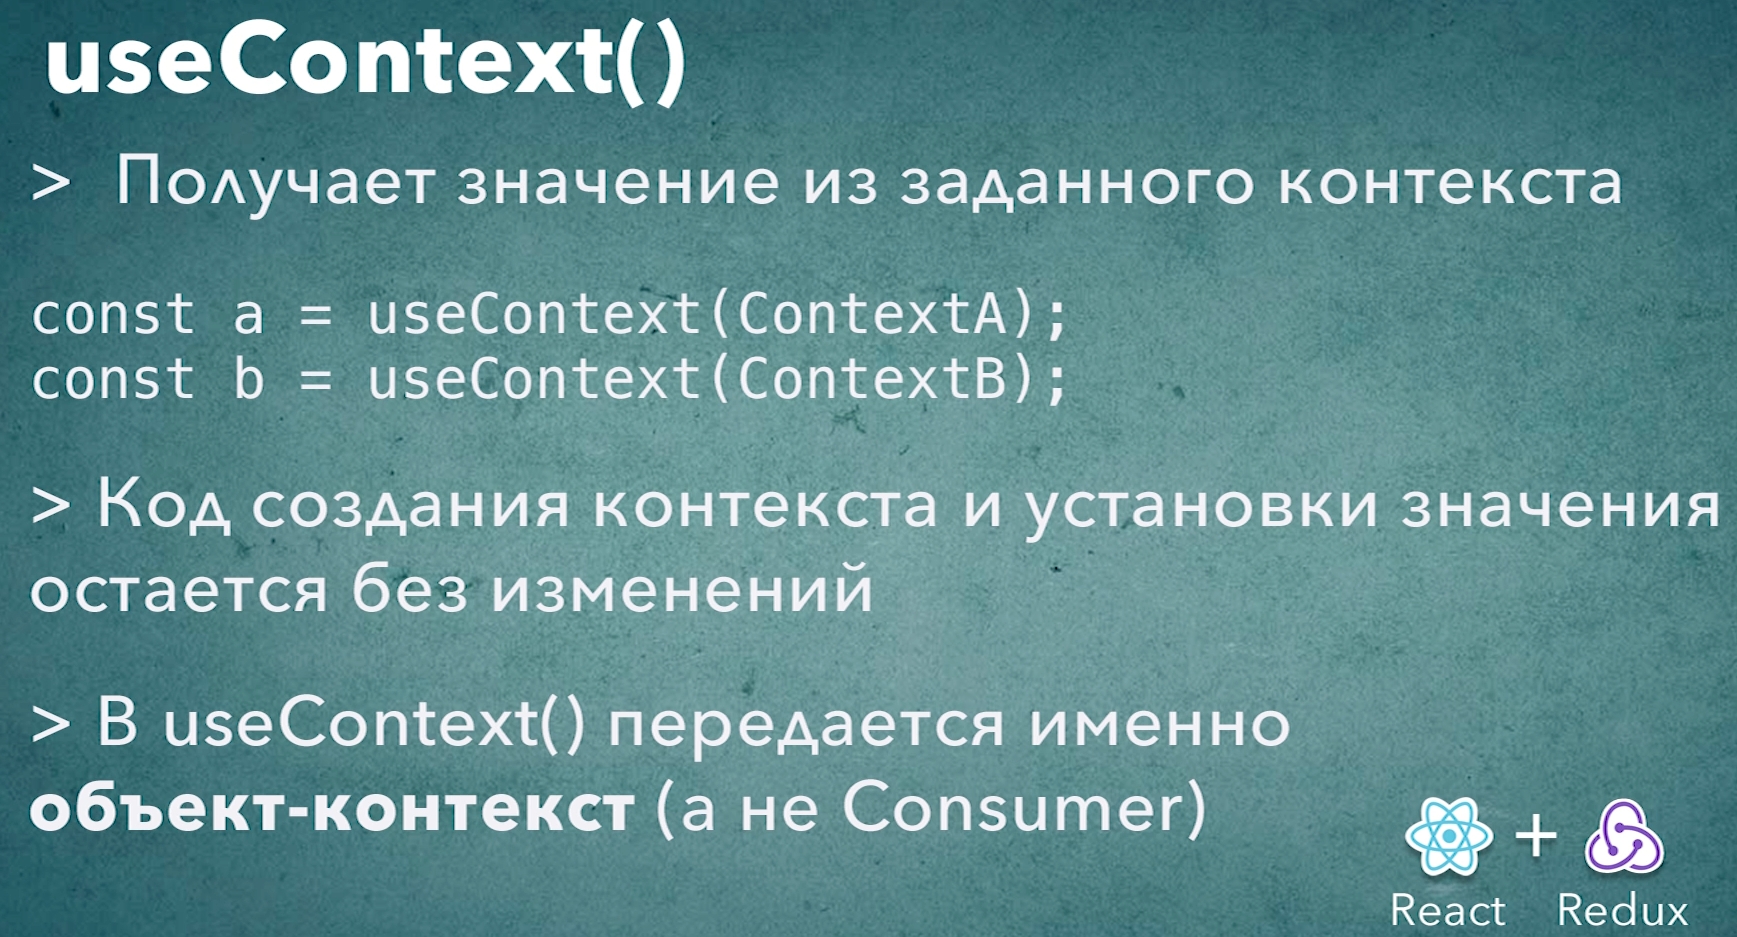 useContext()
> Получает значение из заданного контекста
const a = useContext(ContextA);
const b = useContext(ContextB);
> Код создания контекста и установки значения
остается без изменений
> В useContext() передается именно
объект-контекст (а не Consumer)
+
React Redux